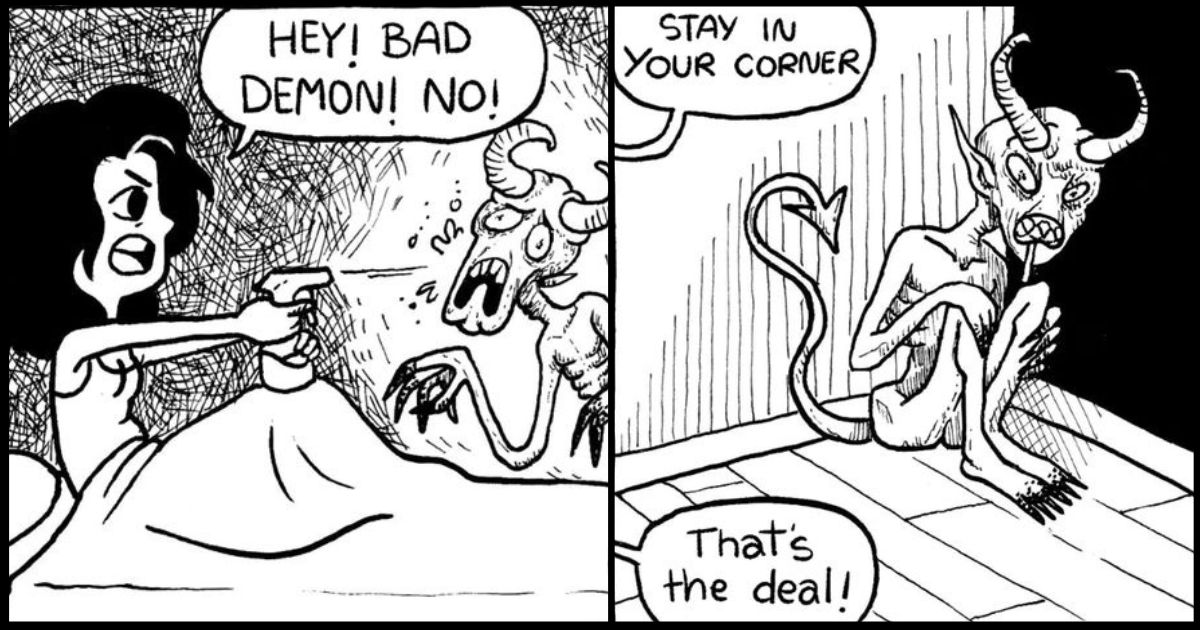 HEY! BAD
DEMON! NO!
STAY IN
YOUR CORNER
That's
the deal!